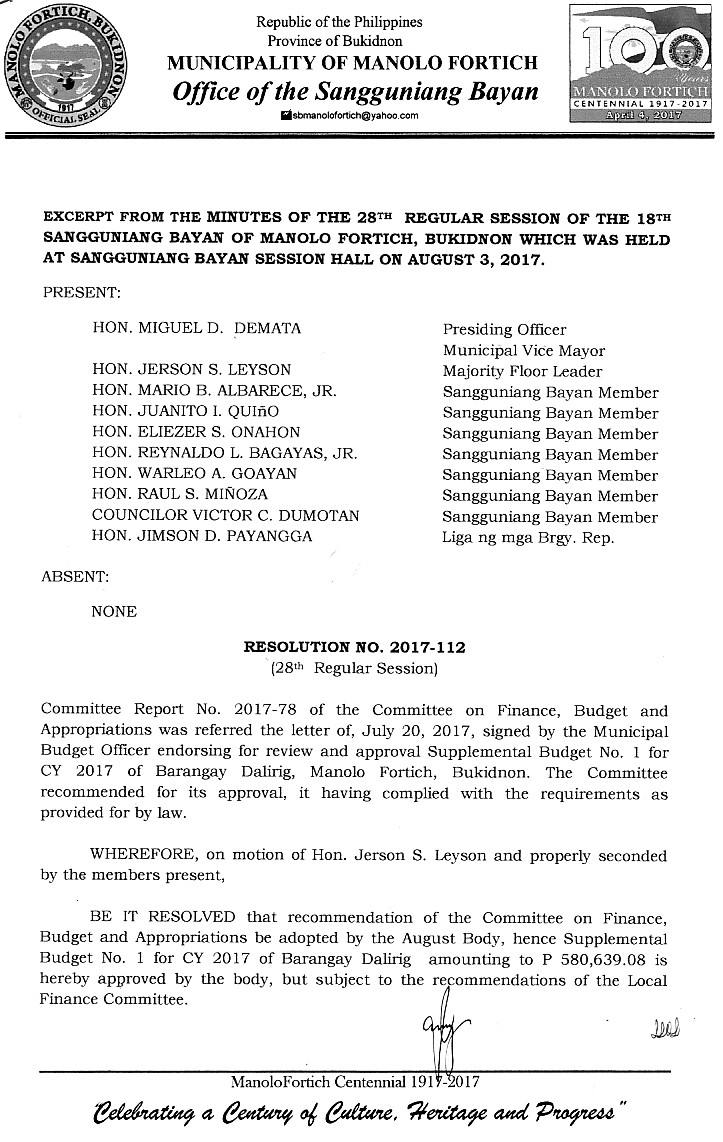 MANOLO FORTICH, BUKIDNON
1917
OFFICIAL SEAL
Republic of the Philippines
Province of Bukidnon
MUNICIPALITY OF MANOLO FORTICH
Office of the Sangguniang Bayan
sbmanolofortich@yahoo.com
100
Years
MANOLO FORTICH
CENTENNIAL 1917-2017
April 4, 2017
EXCERPT FROM THE MINUTES OF THE 28TH REGULAR SESSION OF THE 18TH
SANGGUNIANG BAYAN OF MANOLO FORTICH, BUKIDNON WHICH WAS HELD
AT SANGGUNIANG BAYAN SESSION HALL ON AUGUST 3, 2017.
PRESENT:
HON. MIGUEL D. DEMATA Presiding Officer
Municipal Vice Mayor
HON. JERSON S. LEYSON Majority Floor Leader
HON. MARIO B. ALBARECE, JR. Sangguniang Bayan Member
HON. JUANITO I. QUIñO Sangguniang Bayan Member
HON. ELIEZER S. ONAHON Sangguniang Bayan Member
HON. REYNALDO L. BAGAYAS, JR. Sangguniang Bayan Member
HON. WARLEO A. GOAYAN Sangguniang Bayan Member
HON. RAUL S. MIÑOZA Sangguniang Bayan Member
COUNCILOR VICTOR C. DUMOTAN Sangguniang Bayan Member
HON. JIMSON D. PAYANGGA Liga ng mga Brgy. Rep.
ABSENT:
NONE
RESOLUTION NO. 2017-112
(28th Regular Session)
Committee Report No. 2017-78 of the Committee on Finance, Budget and
Appropriations was referred the letter of, July 20, 2017, signed by the Municipal
Budget Officer endorsing for review and approval Supplemental Budget No. 1 for
CY 2017 of Barangay Dalirig, Manolo Fortich, Bukidnon. The Committee
recommended for its approval, it having complied with the requirements as
provided for by law.
WHEREFORE, on motion of Hon. Jerson S. Leyson and properly seconded
by the members present,
BE IT RESOLVED that recommendation of the Committee on Finance,
Budget and Appropriations be adopted by the August Body, hence Supplemental
Budget No. 1 for CY 2017 of Barangay Dalirig amounting to P 580,639.08 is
hereby approved by the body, but subject to the recommendations of the Local
Finance Committee.
ManoloFortich Centennial 1917-2017
"Celebrating a Century of Culture, Heritage and Progress"